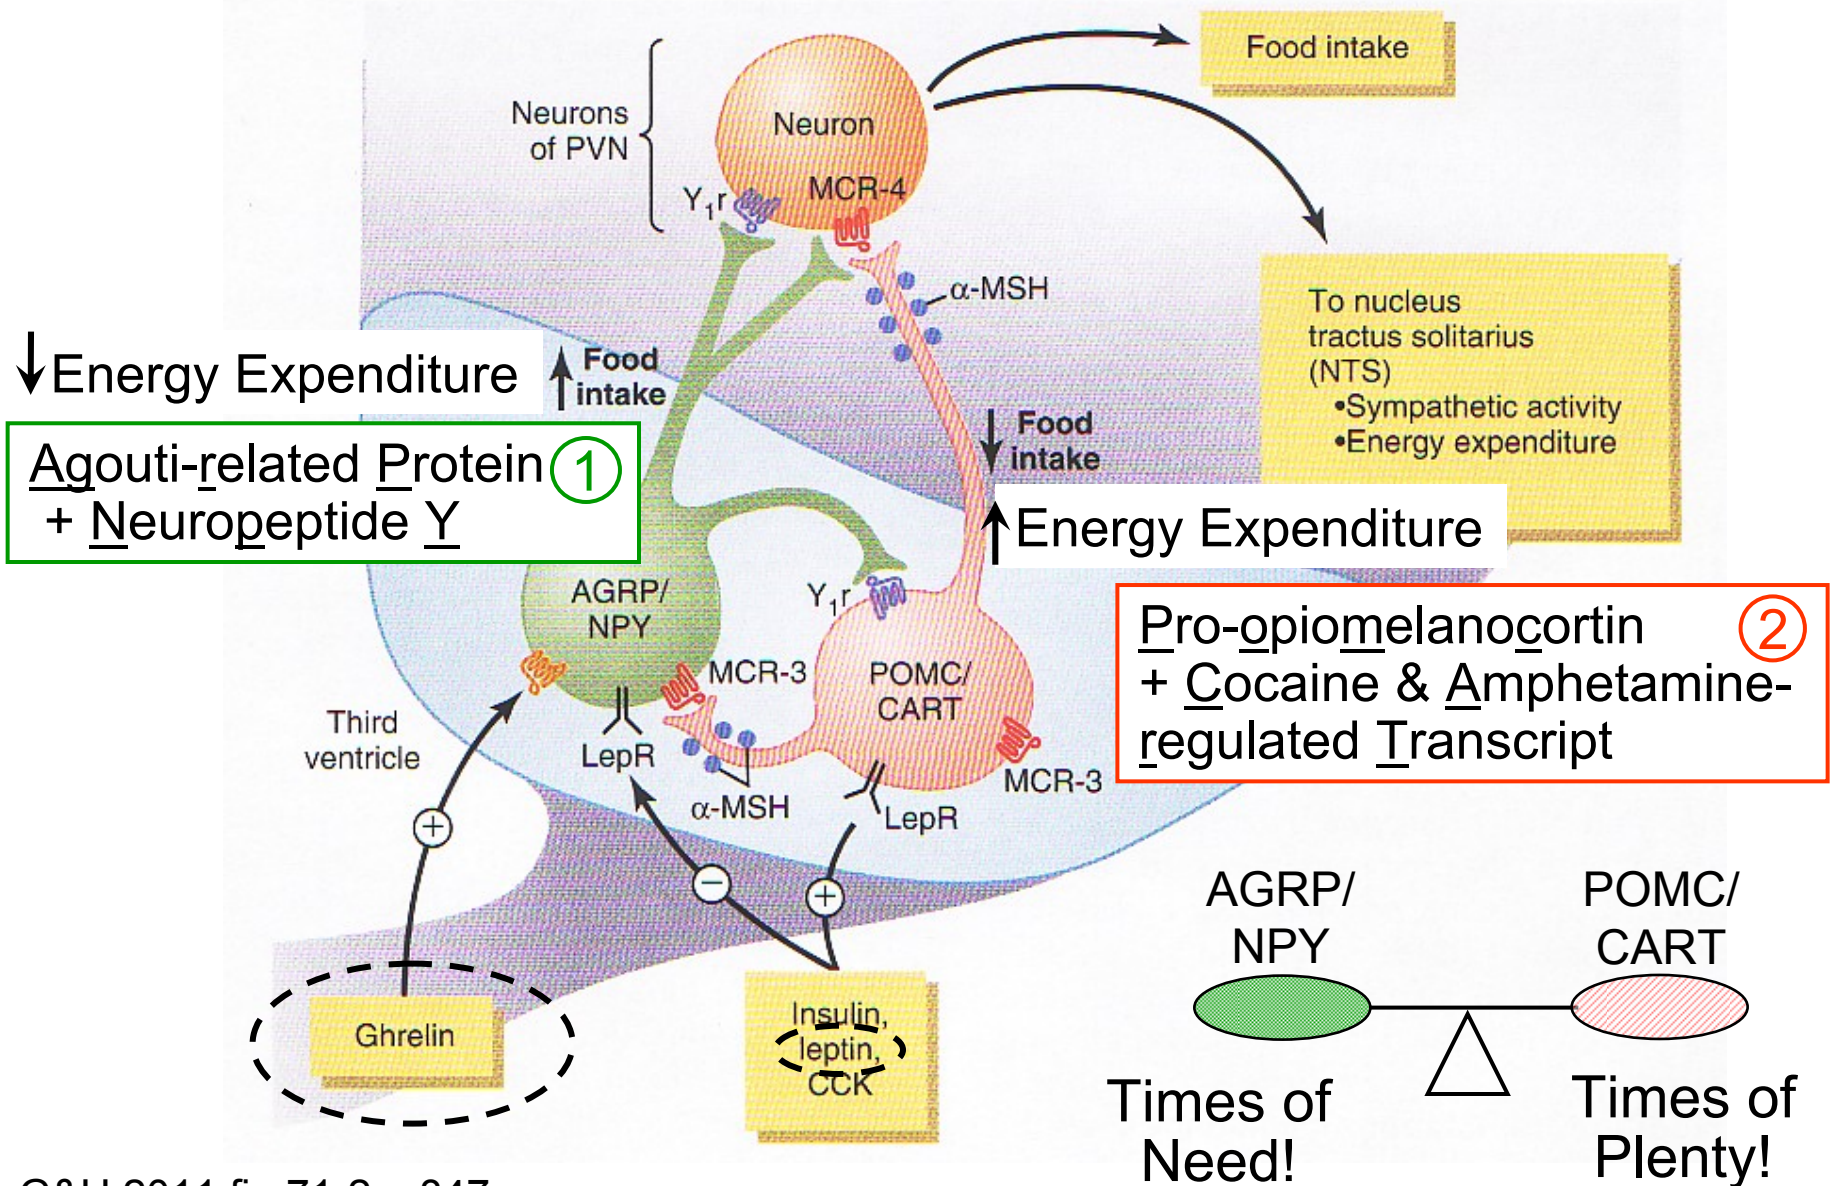 Food intake
Neurons
of PVN
Neuron
MCR-4
Y₁r
α-MSH
To nucleus
tractus solitarius
(NTS)
•Sympathetic activity
•Energy expenditure
↓Energy Expenditure
↑ Food
intake
Agouti-related Protein 1
+ Neuropeptide Y
↓ Food
intake
↑Energy Expenditure
AGRP/
NPY
Y₁r
Pro-opiomelanocortin 2
+ Cocaine & Amphetamine-
regulated Transcript
MCR-3
POMC/
CART
Third
ventricle
LepR
α-MSH
MCR-3
LepR
+
−
+
Ghrelin
Insulin,
leptin,
CCK
AGRP/
NPY
POMC/
CART
Times of
Need!
Times of
Plenty!